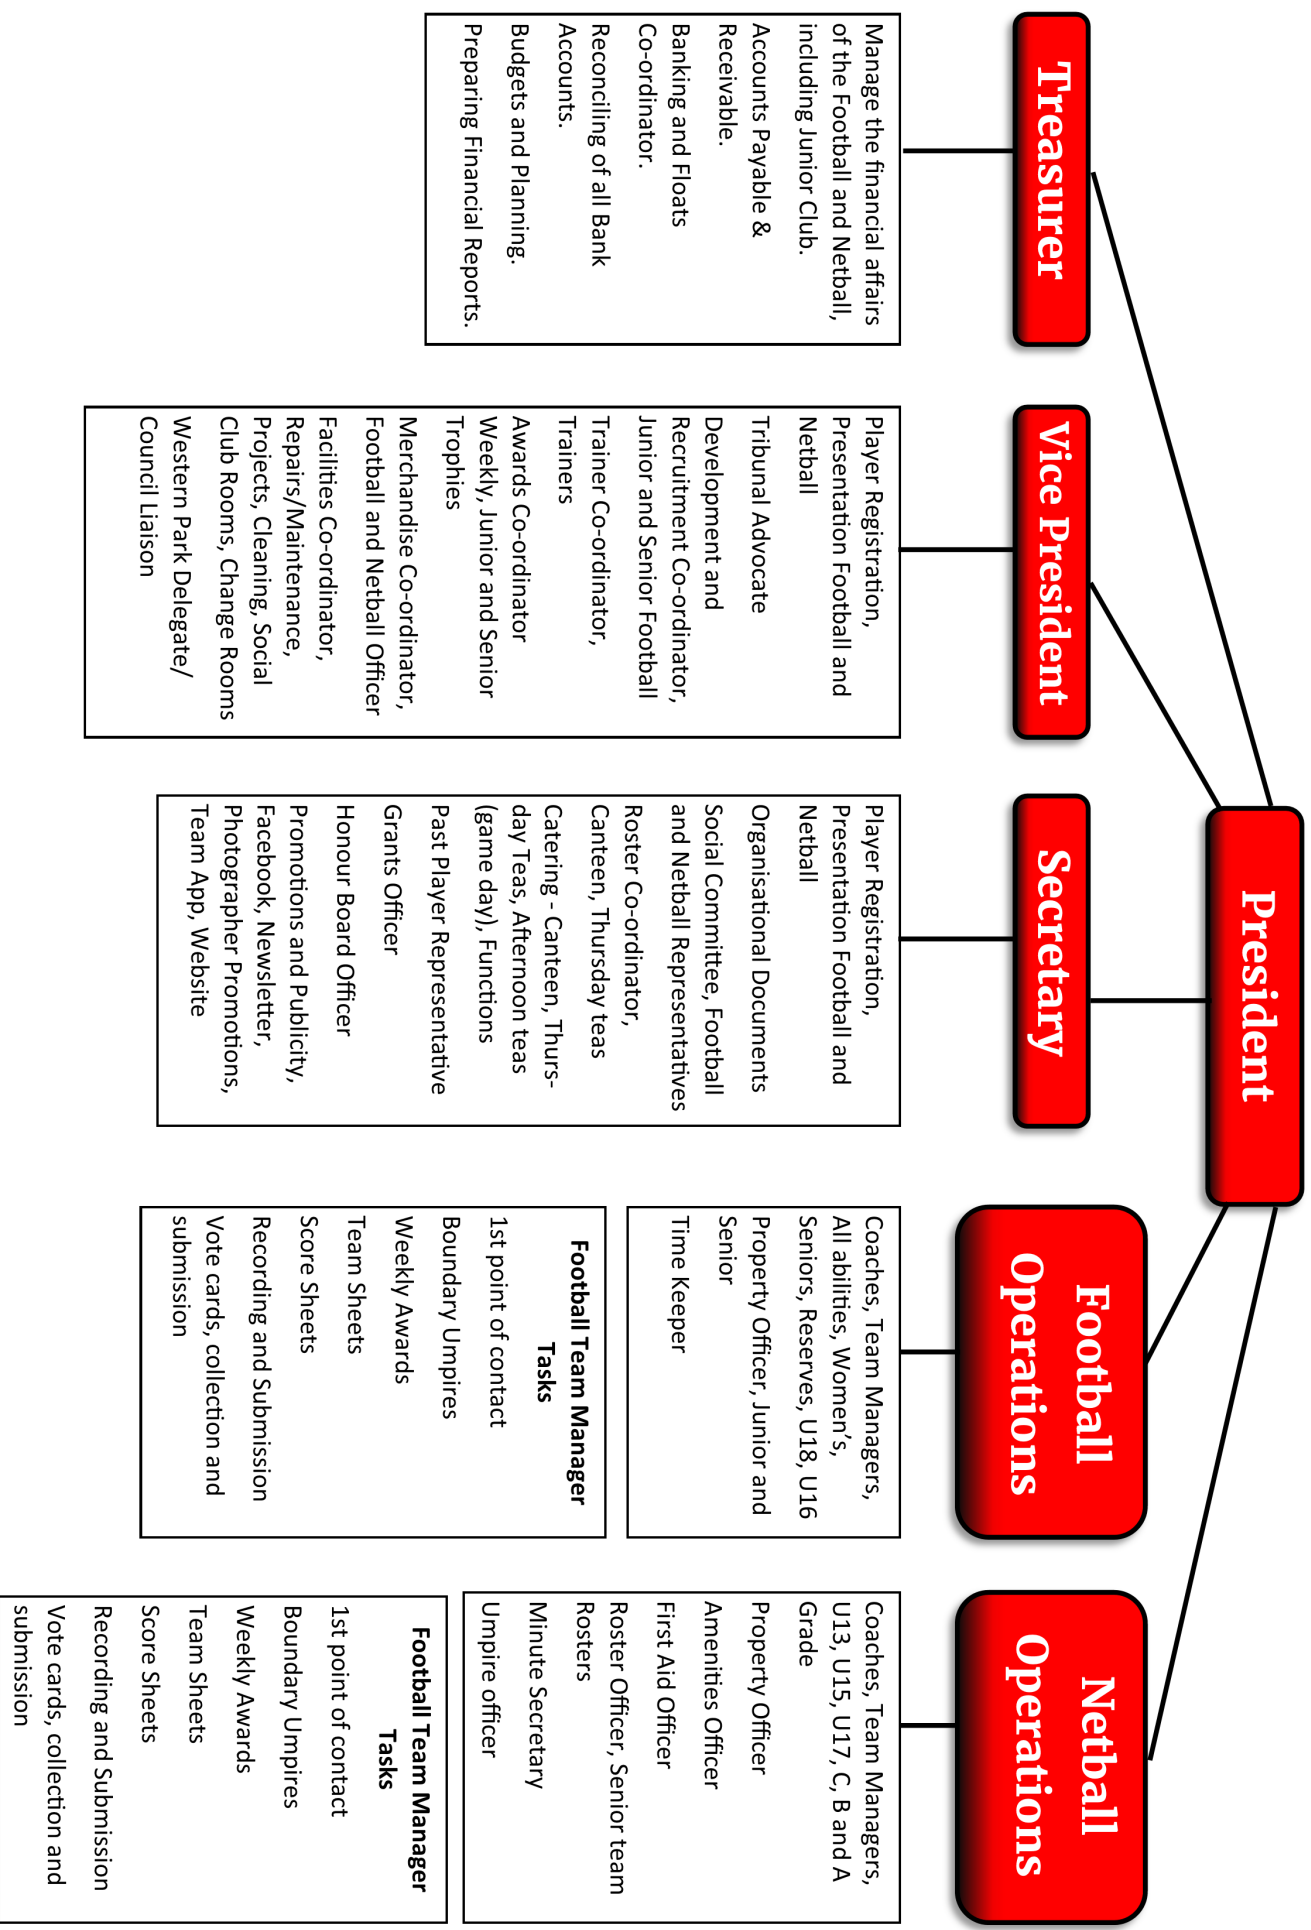 President
Treasurer
Manage the financial affairs
of the Football and Netball,
including Junior Club.
Accounts Payable &
Receivable.
Banking and Floats
Co-ordinator.
Reconciling of all Bank
Accounts.
Budgets and Planning.
Preparing Financial Reports.
Vice President
Player Registration,
Presentation Football and
Netball
Tribunal Advocate
Development and
Recruitment Co-ordinator,
Junior and Senior Football
Trainer Co-ordinator,
Trainers
Awards Co-ordinator
Weekly, Junior and Senior
Trophies
Merchandise Co-ordinator,
Football and Netball Officer
Facilities Co-ordinator,
Repairs/Maintenance,
Projects, Cleaning, Social
Club Rooms, Change Rooms
Western Park Delegate/
Council Liaison
Secretary
Player Registration,
Presentation Football and
Netball
Organisational Documents
Social Committee, Football
and Netball Representatives
Roster Co-ordinator,
Canteen, Thursday teas
Catering - Canteen, Thurs-
day Teas, Afternoon teas
(game day), Functions
Past Player Representative
Grants Officer
Honour Board Officer
Promotions and Publicity,
Facebook, Newsletter,
Photographer Promotions,
Team App, Website
Football
Operations
Coaches, Team Managers,
All abilities, Women’s,
Seniors, Reserves, U18, U16
Property Officer, Junior and
Senior
Time Keeper
Football Team Manager
Tasks
1st point of contact
Boundary Umpires
Weekly Awards
Team Sheets
Score Sheets
Recording and Submission
Vote cards, collection and
submission
Netball
Operations
Coaches, Team Managers,
U13, U15, U17, C, B and A
Grade
Property Officer
Amenities Officer
First Aid Officer
Roster Officer, Senior team
Rosters
Minute Secretary
Umpire officer
Football Team Manager
Tasks
1st point of contact
Boundary Umpires
Weekly Awards
Team Sheets
Score Sheets
Recording and Submission
Vote cards, collection and
submission